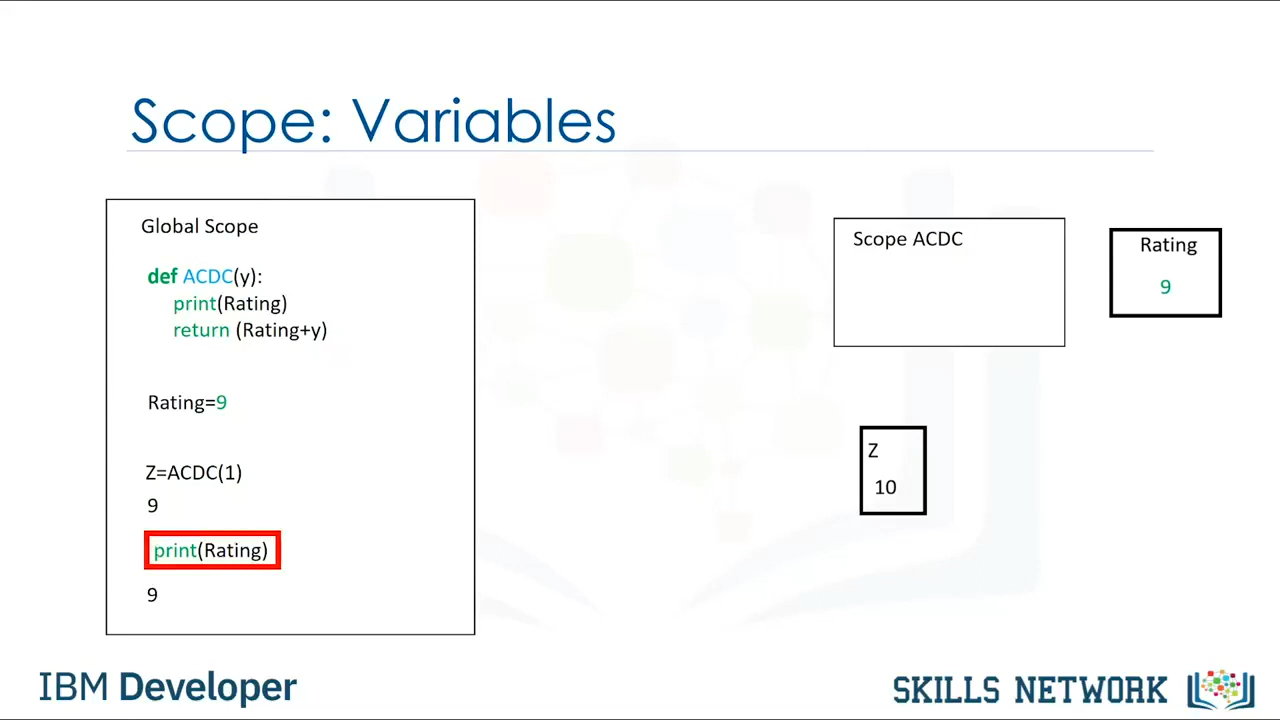 Scope: Variables
Global Scope
def ACDC(y):
print(Rating)
return (Rating+y)
Rating=9
Z=ACDC(1)
9
print(Rating)
9
Scope ACDC
Rating
9
Z
10
IBM Developer
SKILLS NETWORK